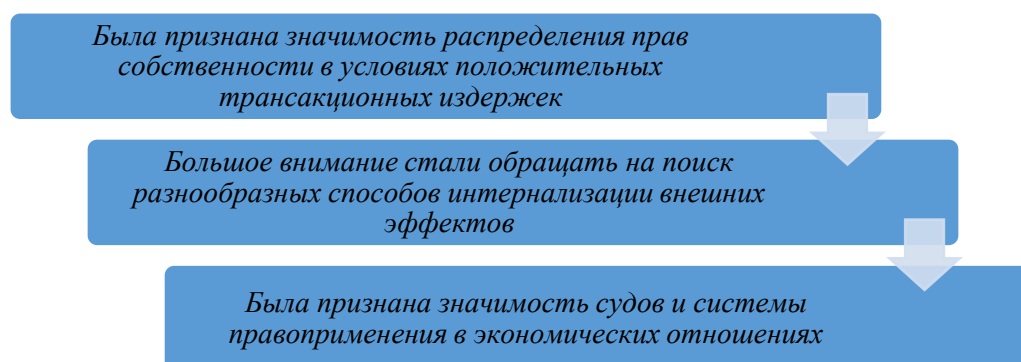 Была признана значимость распределения прав
собственности в условиях положительных
трансакционных издержек
Большое внимание стали обращать на поиск
разнообразных способов интернализации внешних
эффектов
Была признана значимость судов и системы
правоприменения в экономических отношениях